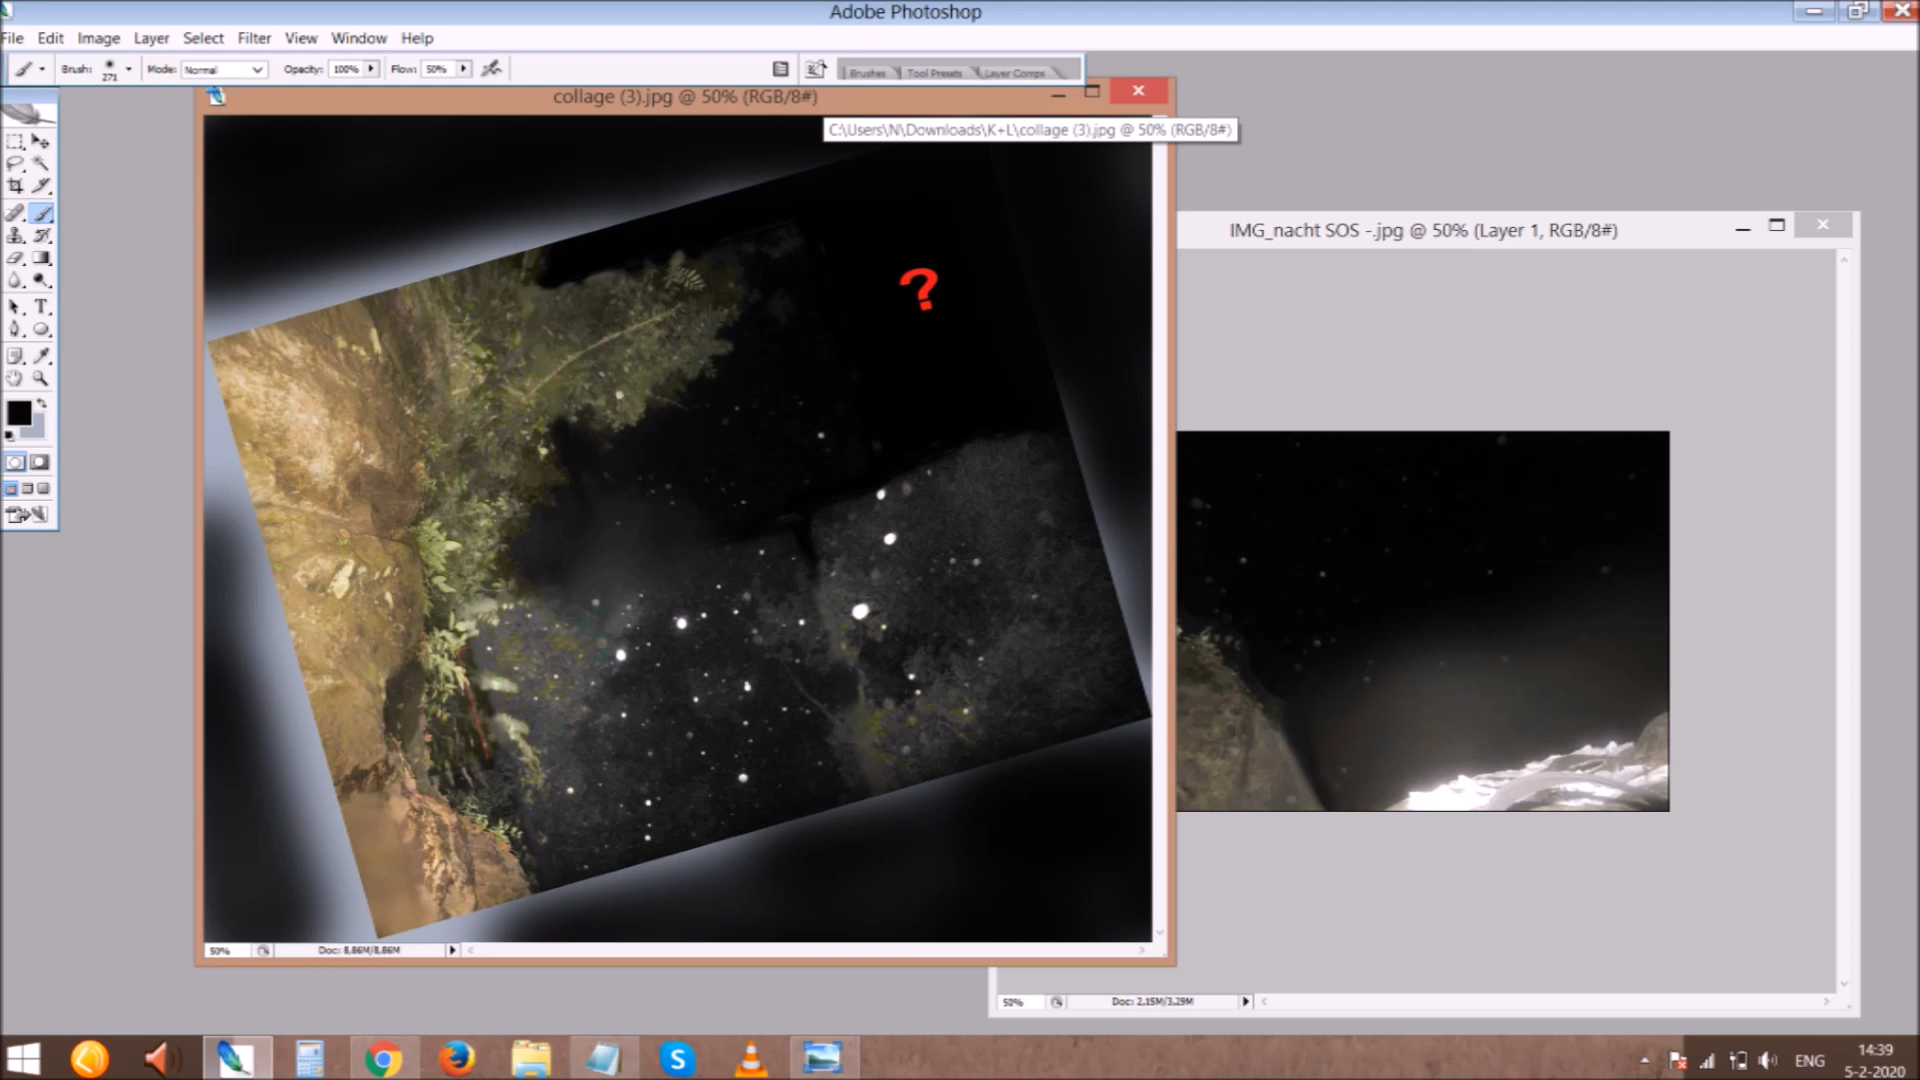 Adobe Photoshop
File Edit Image Layer Select Filter View Window Help
Brush: 271 Mode: Normal Opacity: 100% Flow: 50% Brushes Tool Presets Layer Comps
collage (3).jpg @ 50% (RGB/8#)
C:\Users\N\Downloads\K+L\collage (3).jpg @ 50% (RGB/8#)
IMG_nacht SOS -.jpg @ 50% (Layer 1, RGB/8#)
?
50% Doc: 8.86M/8.86M
50% Doc: 2.15M/3.29M
ENG
14:39
5-2-2020